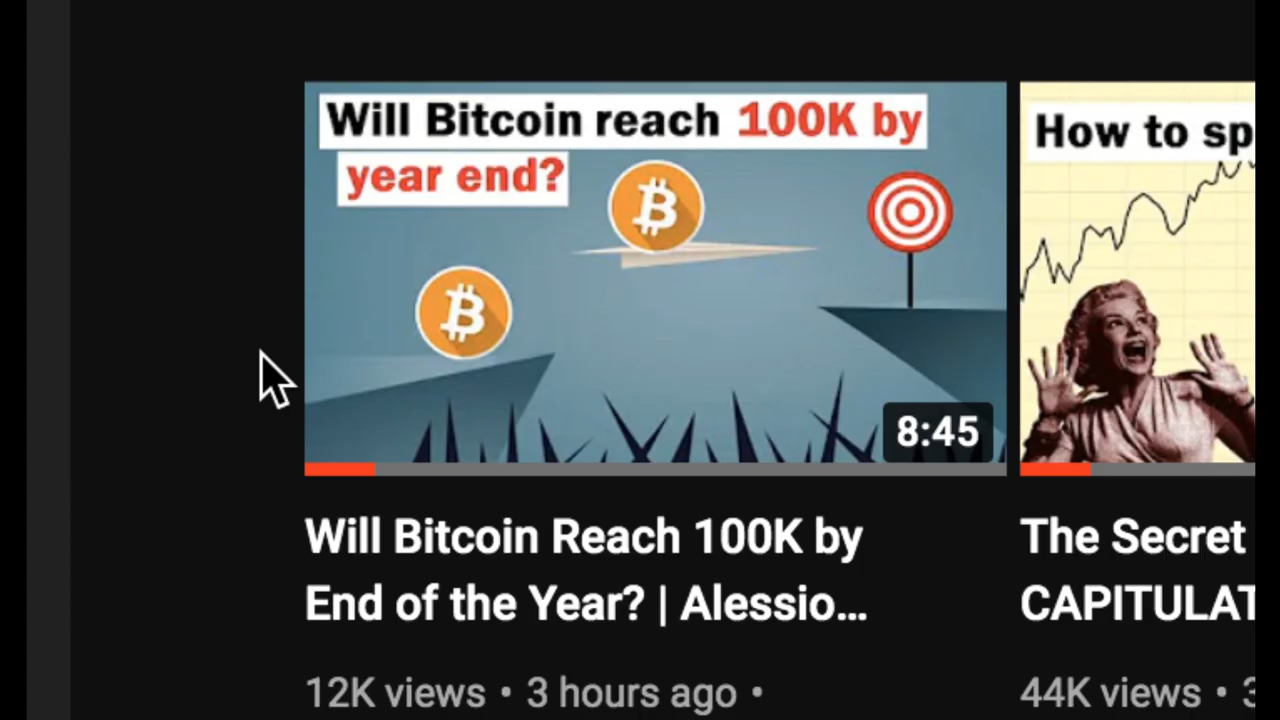 Will Bitcoin reach 100K by
year end?
8:45
Will Bitcoin Reach 100K by
End of the Year? | Alessio...
12K views • 3 hours ago •
How to sp
The Secret
CAPITULAT
44K views •